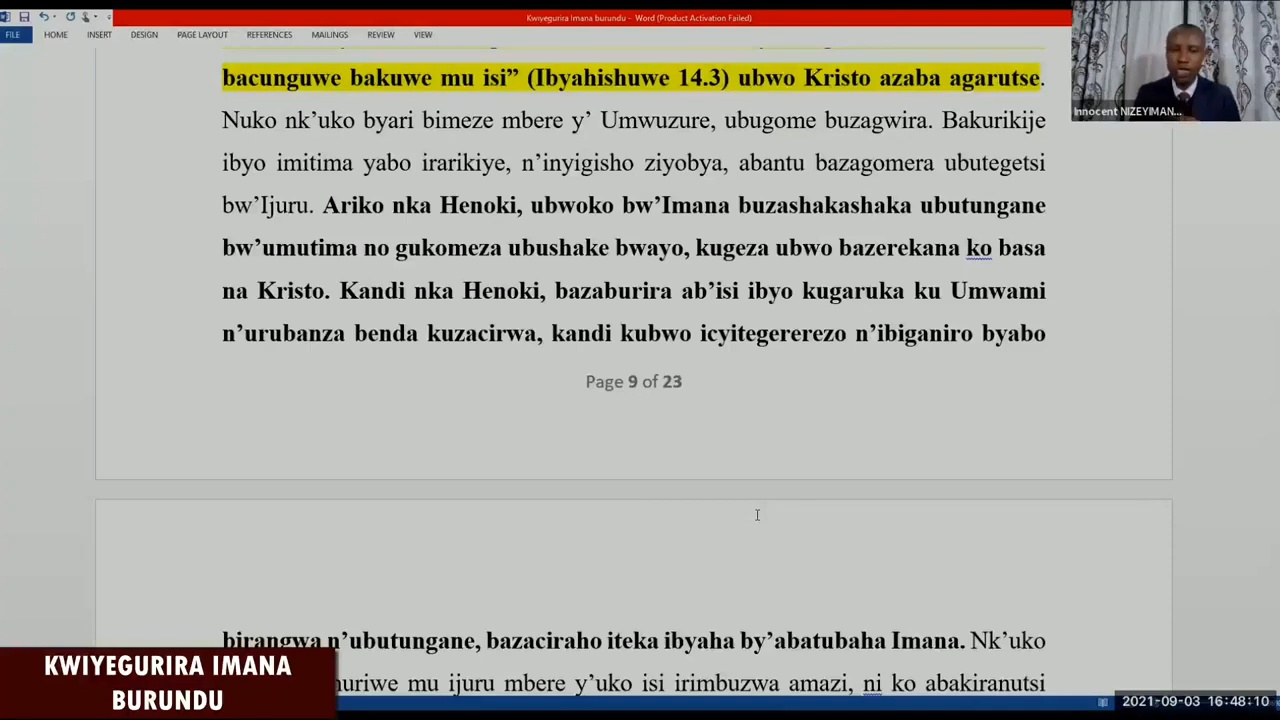 Kwiyegurira Imana burundu - Word (Product Activation Failed)
FILE HOME INSERT DESIGN PAGE LAYOUT REFERENCES MAILINGS REVIEW VIEW
Innocent NIZEYIMAN...
bacunguwe bakuwe mu isi” (Ibyahishuwe 14.3) ubwo Kristo azaba agarutse.
Nuko nk’uko byari bimeze mbere y’ Umwuzure, ubugome buzagwira. Bakurikije
ibyo imitima yabo irarikiye, n’inyigisho ziyobya, abantu bazagomera ubutegetsi
bw’Ijuru. Ariko nka Henoki, ubwoko bw’Imana buzashakashaka ubutungane
bw’umutima no gukomeza ubushake bwayo, kugeza ubwo bazerekana ko basa
na Kristo. Kandi nka Henoki, bazaburira ab’isi ibyo kugaruka ku Umwami
n’urubanza benda kuzacirwa, kandi kubwo icyitegererezo n’ibiganiro byabo
Page 9 of 23
birangwa n’ubutungane, bazaciraho iteka ibyaha by’abatubaha Imana. Nk’uko
mu ijuru mbere y’uko isi irimbuzwa amazi, ni ko abakiranutsi
KWIYEGURIRA IMANA
BURUNDU
2021-09-03 16:48:10